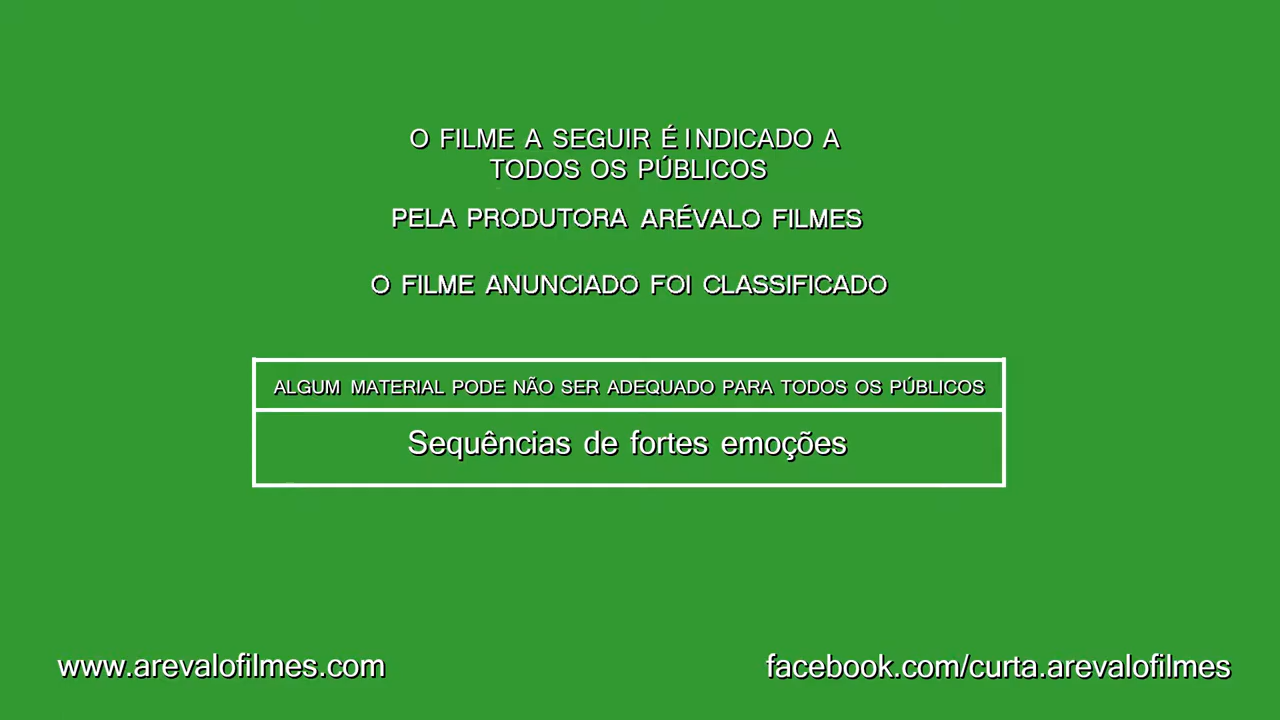 O FILME A SEGUIR É INDICADO A
TODOS OS PÚBLICOS
PELA PRODUTORA ARÉVALO FILMES
O FILME ANUNCIADO FOI CLASSIFICADO
ALGUM MATERIAL PODE NÃO SER ADEQUADO PARA TODOS OS PÚBLICOS
Sequências de fortes emoções
www.arevalofilmes.com
facebook.com/curta.arevalofilmes